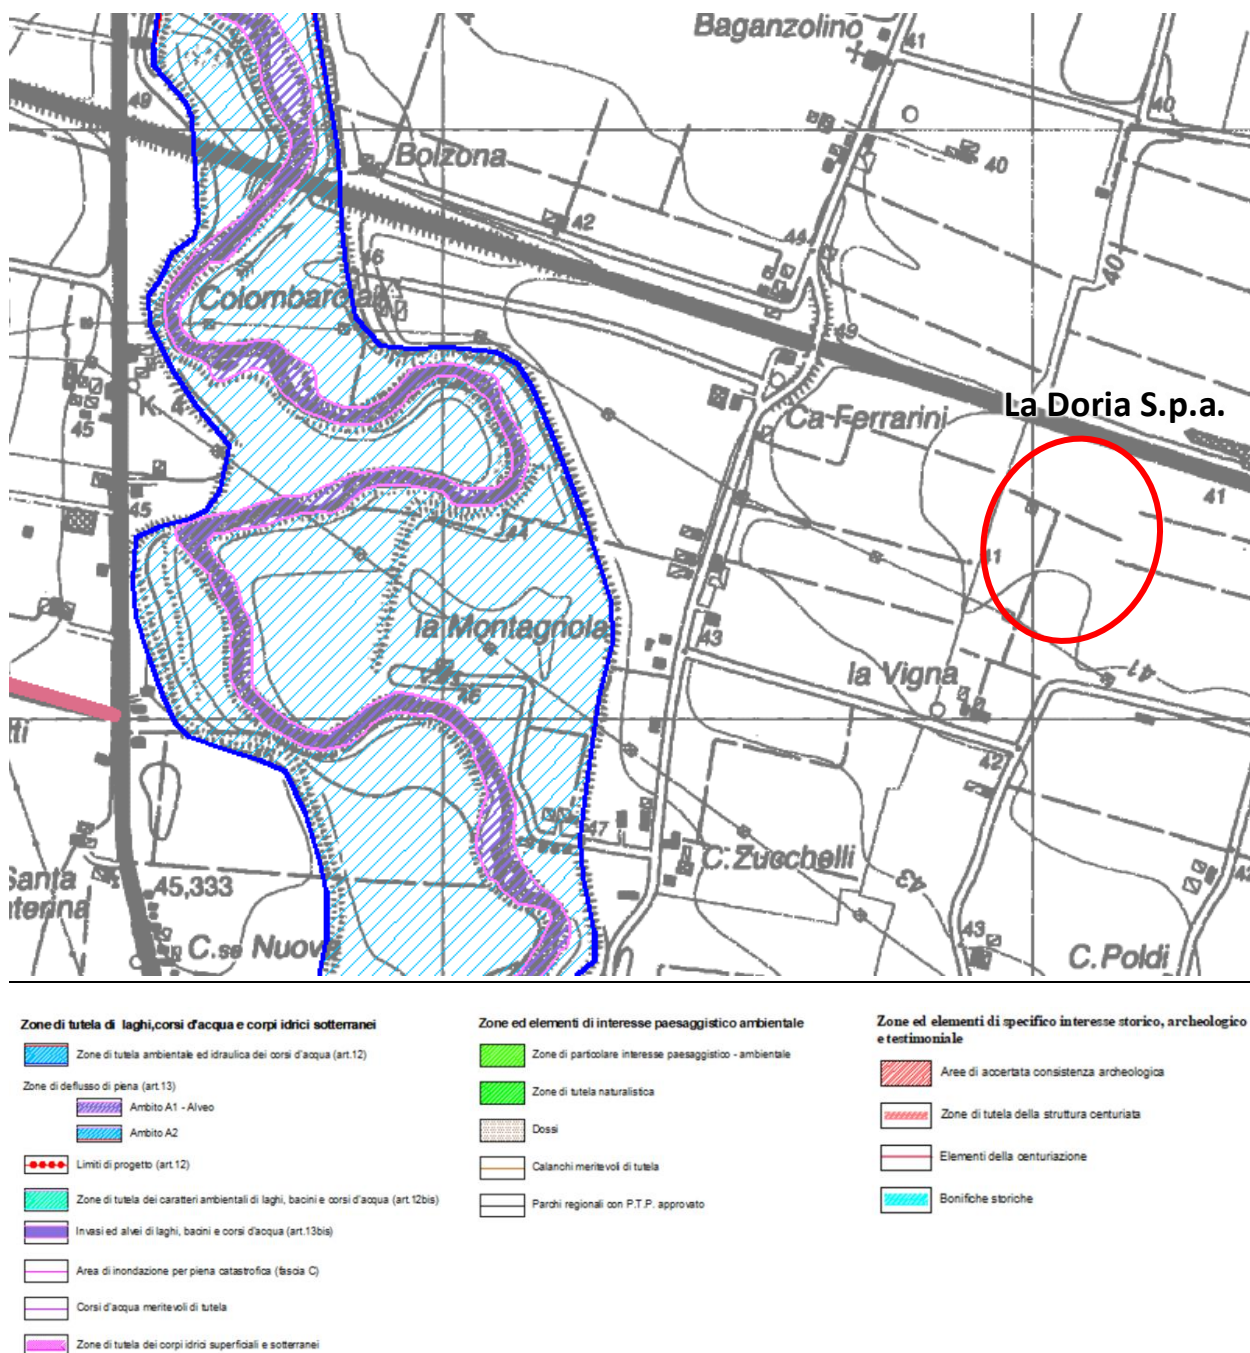 Baganzolino
41
49
40
40
Bolzona
42
44
40
46
Colombarola
49
K. 4
45
La Doria S.p.a.
Ca Ferrarini
41
45
44
41
la Montagnola
43
la Vigna
41
46
42
47
C. Zucchelli
43
Santa
45,333
43
C.se Nuove
C. Poldi
Zone di tutela di laghi,corsi d'acqua e corpi idrici sotterranei
Zone di tutela ambientale ed idraulica dei corsi d'acqua (art.12)
Zone di deflusso di piena (art.13)
Ambito A1 - Alveo
Ambito A2
Limiti di progetto (art.12)
Zone di tutela dei caratteri ambientali di laghi, bacini e corsi d'acqua (art.12bis)
Invasi ed alvei di laghi, bacini e corsi d'acqua (art.13bis)
Area di inondazione per piena catastrofica (fascia C)
Corsi d'acqua meritevoli di tutela
Zone di tutela dei corpi idrici superficiali e sotterranei
Zone ed elementi di interesse paesaggistico ambientale
Zone di particolare interesse paesaggistico - ambientale
Zone di tutela naturalistica
Dossi
Calanchi meritevoli di tutela
Parchi regionali con P.T.P. approvato
Zone ed elementi di specifico interesse storico, archeologico
e testimoniale
Aree di accertata consistenza archeologica
Zone di tutela della struttura centuriata
Elementi della centuriazione
Bonifiche storiche